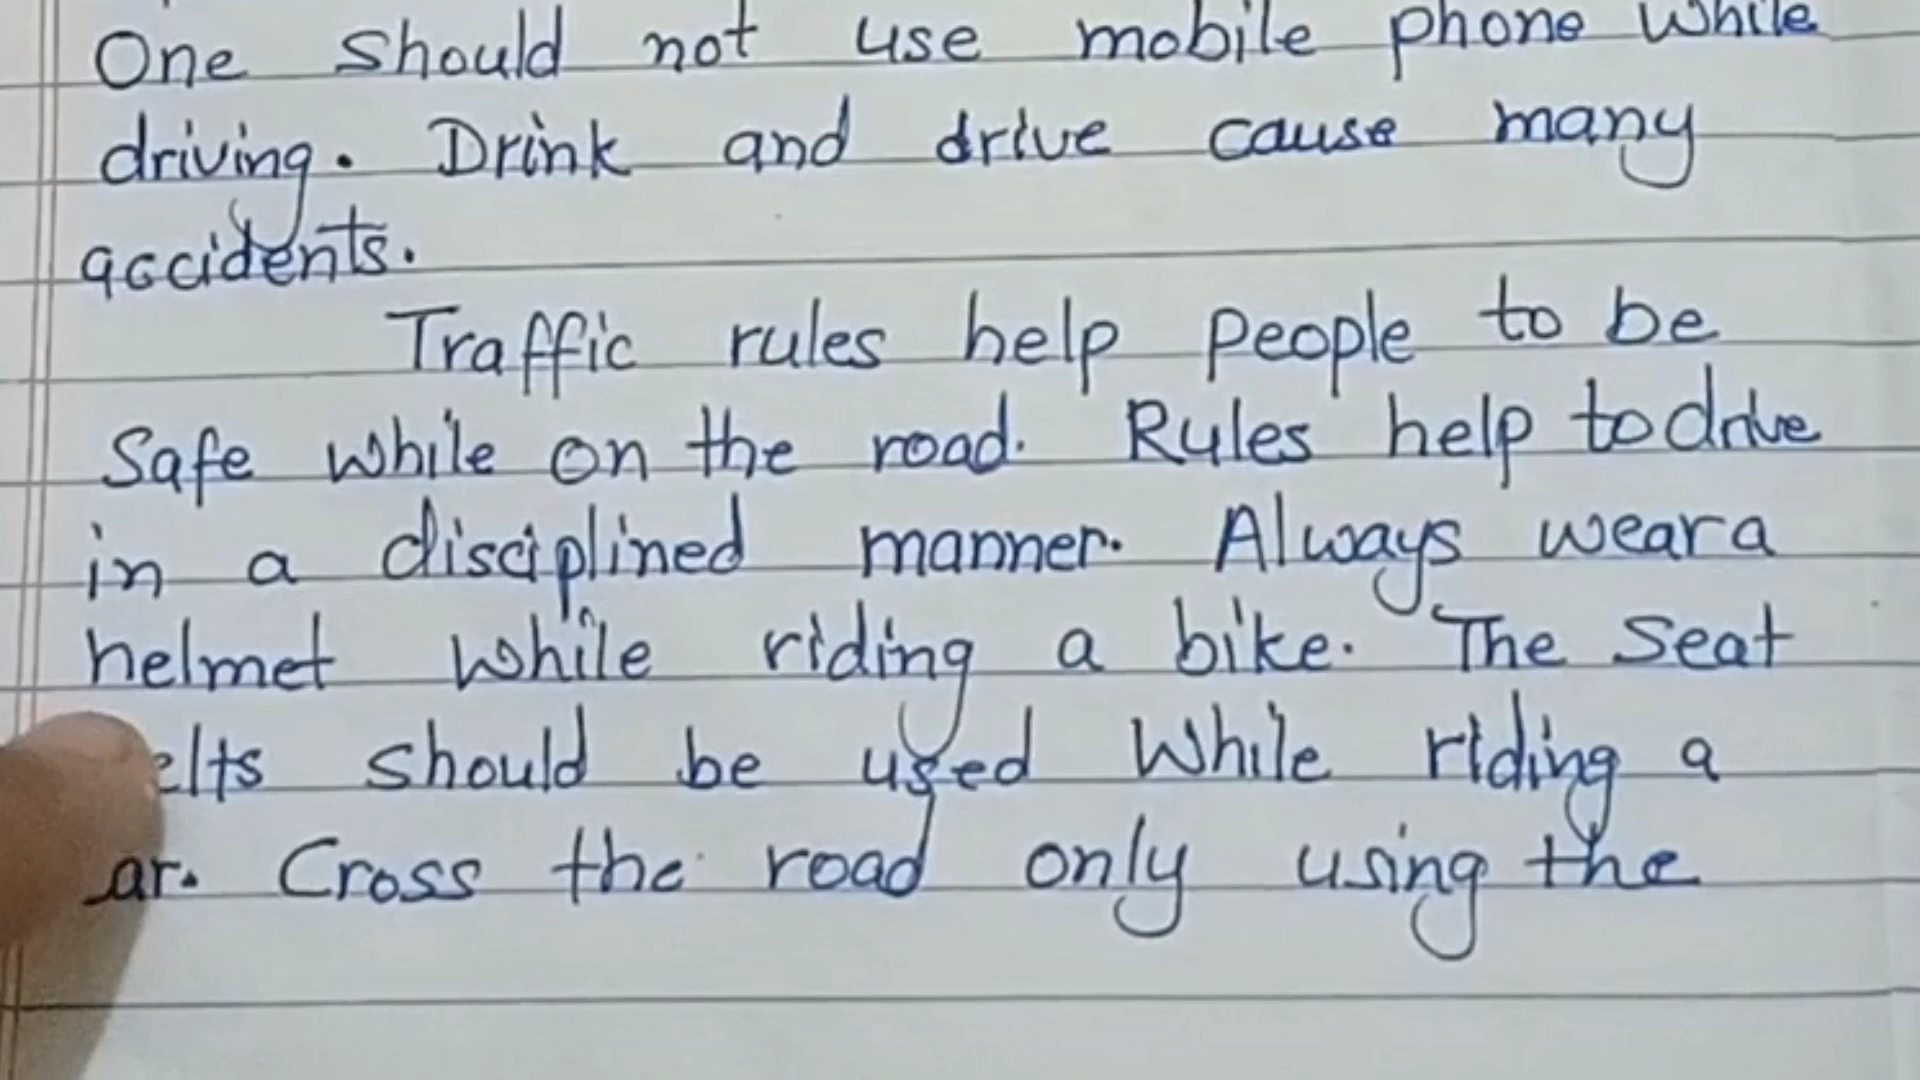 One should not use mobile phone while
driving. Drink and drive cause many
accidents.
Traffic rules help people to be
Safe while on the road. Rules help to drive
in a disciplined manner. Always wear a
helmet while riding a bike. The Seat
elts should be used While riding a
ar. Cross the road only using the